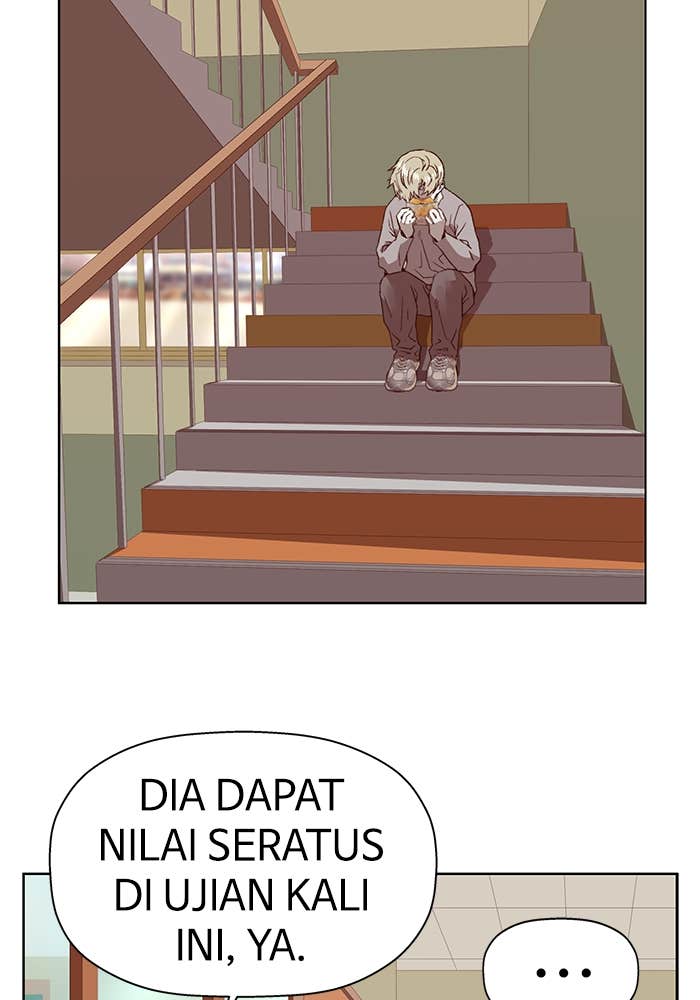 DIA DAPAT
NILAI SERATUS
DI UJIAN KALI
INI, YA.
...